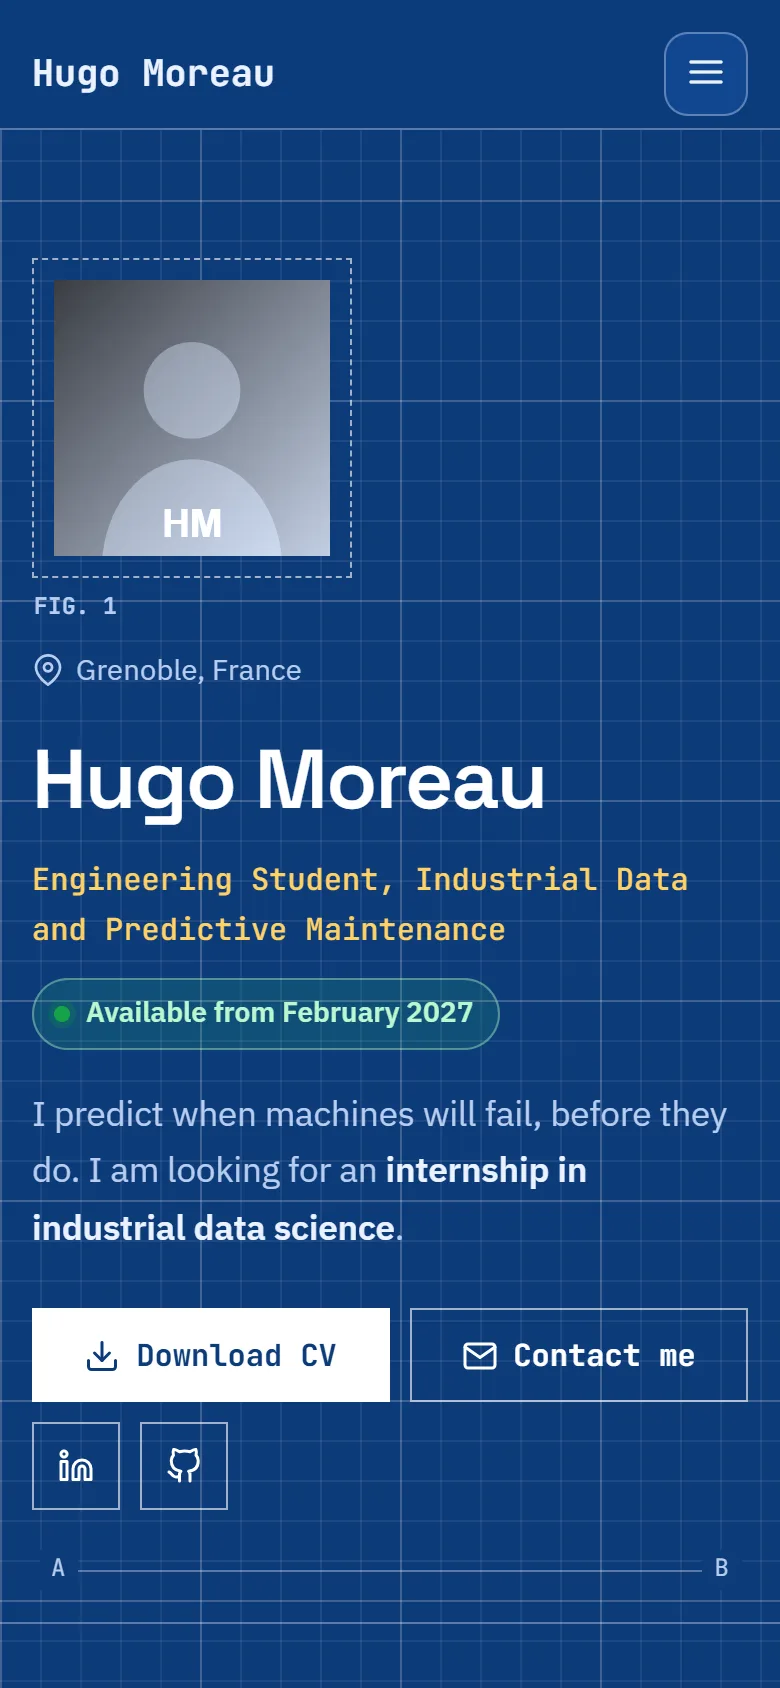 Hugo Moreau
HM
FIG. 1
Grenoble, France
Hugo Moreau
Engineering Student, Industrial Data
and Predictive Maintenance
Available from February 2027
I predict when machines will fail, before they
do. I am looking for an internship in
industrial data science.
Download CV
Contact me
A
B